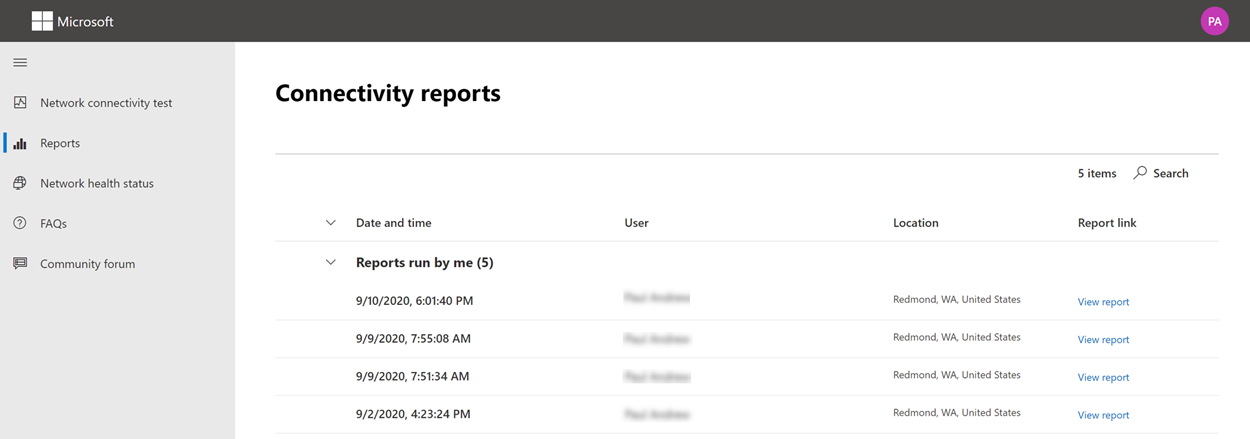 Microsoft
PA
Network connectivity test
Reports
Network health status
FAQs
Community forum
Connectivity reports
5 items Search
Date and time User Location Report link
Reports run by me (5)
9/10/2020, 6:01:40 PM Redmond, WA, United States View report
9/9/2020, 7:55:08 AM Redmond, WA, United States View report
9/9/2020, 7:51:34 AM Redmond, WA, United States View report
9/2/2020, 4:23:24 PM Redmond, WA, United States View report